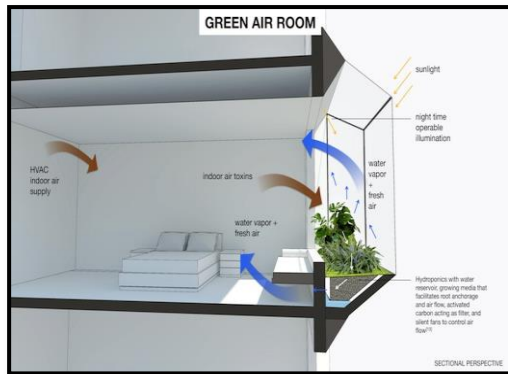 GREEN AIR ROOM
sunlight
night time
operable
illumination
HVAC
indoor air
supply
indoor air toxins
water
vapor
+
fresh
air
water vapor +
fresh air
Hydroponics with water
reservoir, growing media that
facilitates root anchorage
and air flow, activated
carbon acting as filter, and
silent fans to control air
flow
SECTIONAL PERSPECTIVE